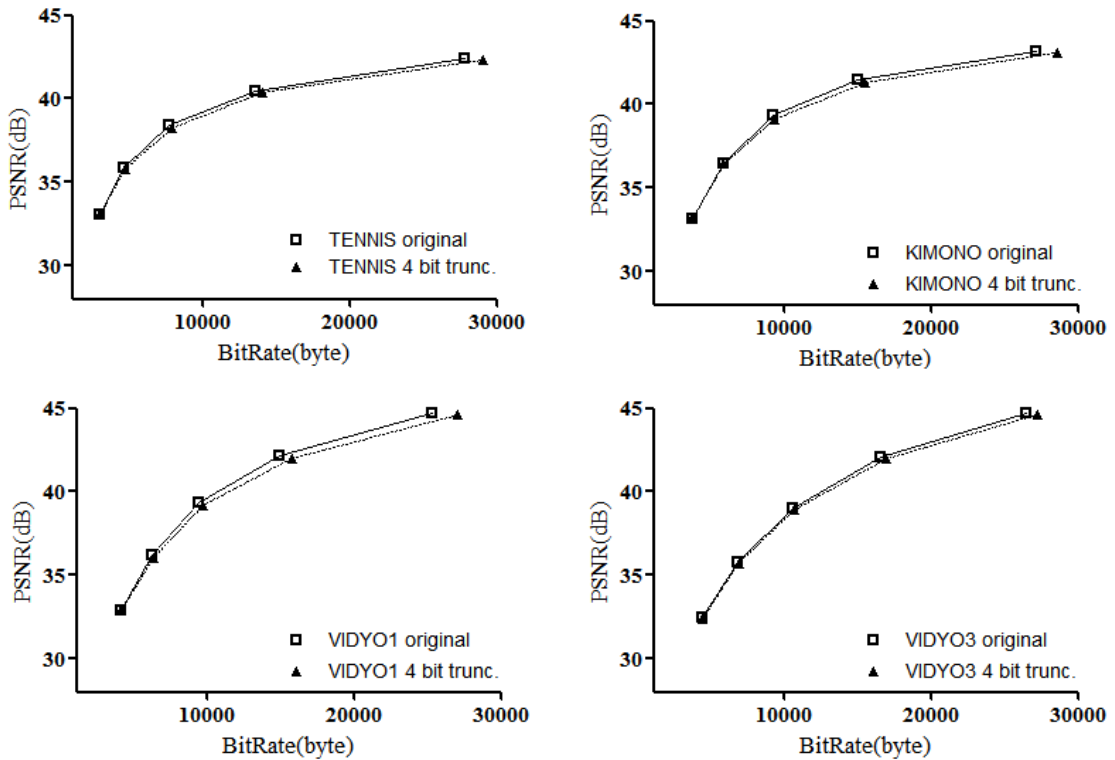 45
40
35
30
PSNR(dB)
TENNIS original
TENNIS 4 bit trunc.
10000 20000 30000
BitRate(byte)
45
40
35
30
PSNR(dB)
KIMONO original
KIMONO 4 bit trunc.
10000 20000 30000
BitRate(byte)
45
40
35
30
PSNR(dB)
VIDYO1 original
VIDYO1 4 bit trunc.
10000 20000 30000
BitRate(byte)
45
40
35
30
PSNR(dB)
VIDYO3 original
VIDYO3 4 bit trunc.
10000 20000 30000
BitRate(byte)